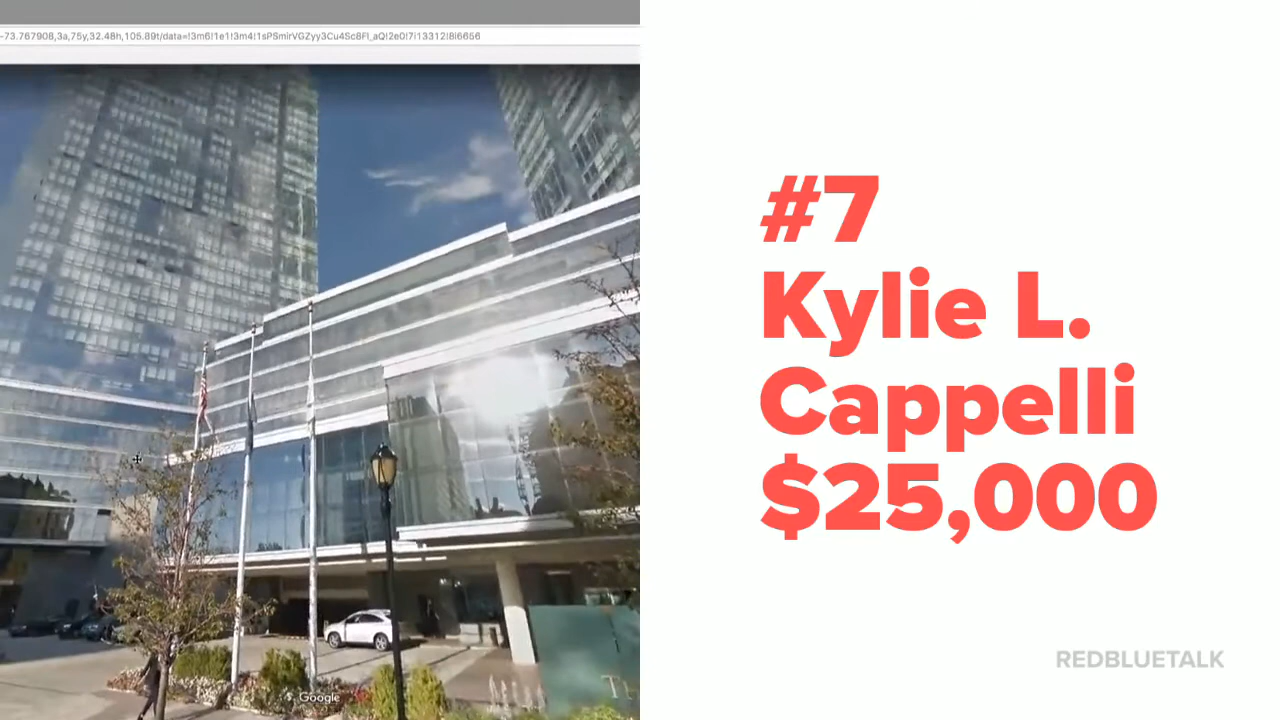 -73.767908,3a,75y,32.48h,105.89t/data=!3m6!1e1!3m4!1sPSmirVGZyy3Cu4Sc8FI_aQ!2e0!7i13312!8i6656
#7
Kylie L.
Cappelli
$25,000
REDBLUETALK
Google